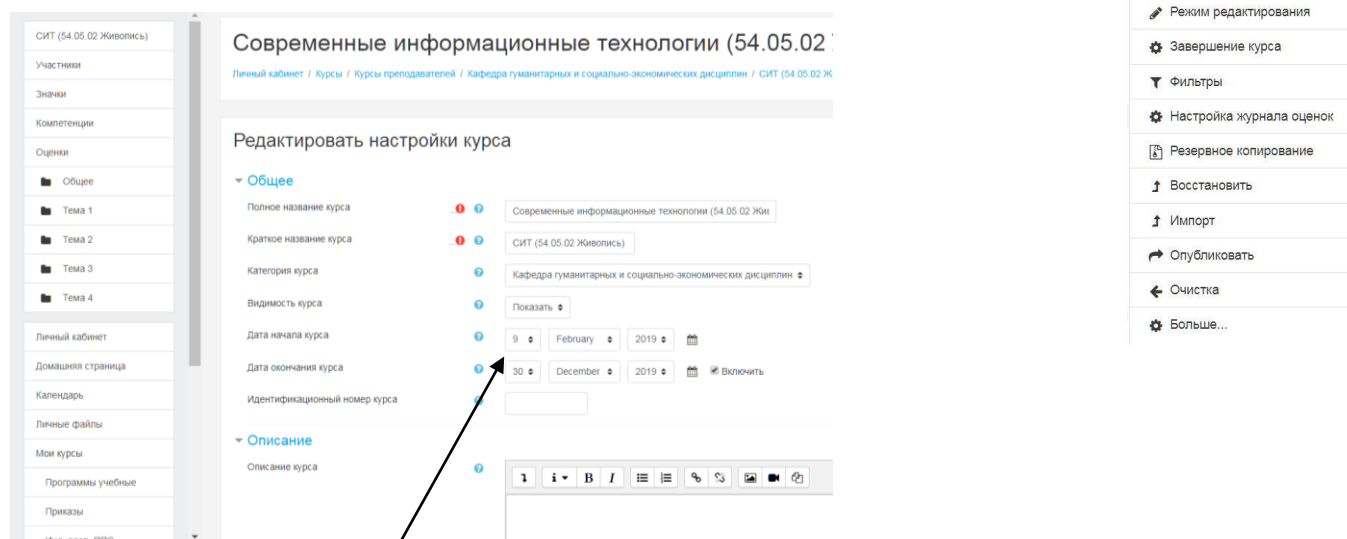 СИТ (54.05.02 Живопись)
Участники
Значки
Компетенции
Оценки
Общее
Тема 1
Тема 2
Тема 3
Тема 4
Личный кабинет
Домашняя страница
Календарь
Личные файлы
Мои курсы
Программы учебные
Приказы
Современные информационные технологии (54.05.02
Личный кабинет / Курсы / Курсы преподавателей / Кафедра гуманитарных и социально-экономических дисциплин / СИТ (54.05.02 Ж
Редактировать настройки курса
Общее
Полное название курса
Современные информационные технологии (54.05.02 Жи
Краткое название курса
СИТ (54.05.02 Живопись)
Категория курса
Кафедра гуманитарных и социально-экономических дисциплин
Видимость курса
Показать
Дата начала курса
9 February 2019
Дата окончания курса
30 December 2019 Включить
Идентификационный номер курса
Описание
Описание курса
i B I
Режим редактирования
Завершение курса
Фильтры
Настройка журнала оценок
Резервное копирование
Восстановить
Импорт
Опубликовать
Очистка
Больше...